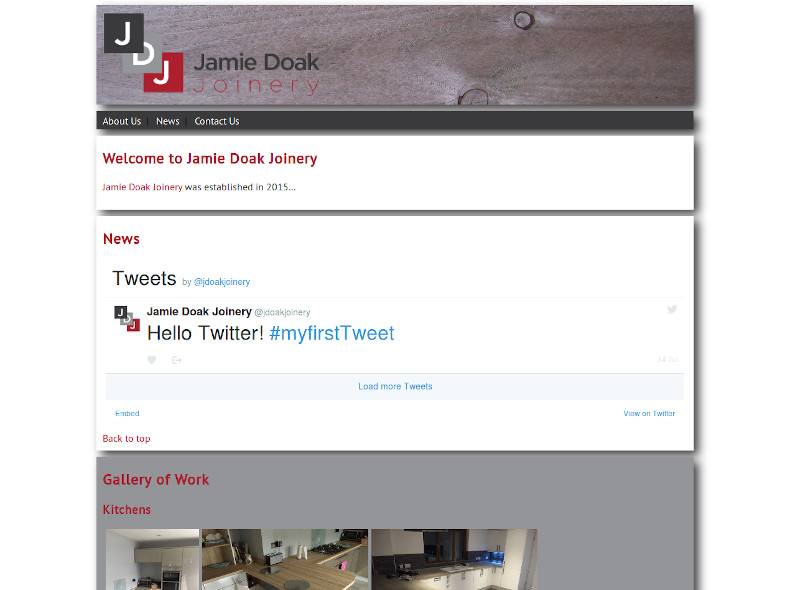 J
D
J
Jamie Doak
Joinery
About Us | News | Contact Us
Welcome to Jamie Doak Joinery
Jamie Doak Joinery was established in 2015...
News
Tweets by @jdoakjoinery
J
D
J
Jamie Doak Joinery @jdoakjoinery
Hello Twitter! #myfirstTweet
Load more Tweets
Embed View on Twitter
Back to top
Gallery of Work
Kitchens